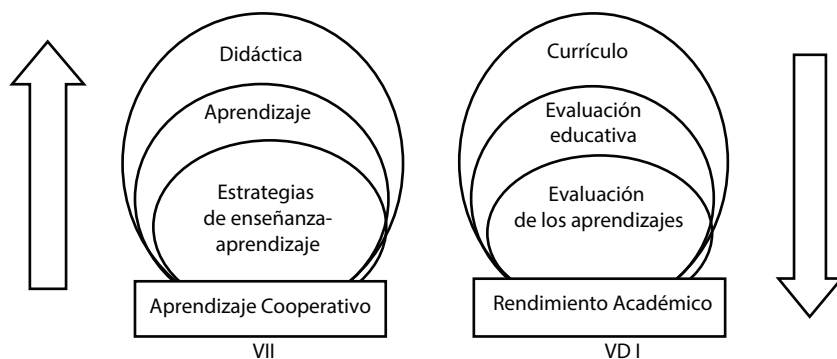 Didáctica
Aprendizaje
Estrategias
de enseñanza-
aprendizaje
Aprendizaje Cooperativo
VII
Currículo
Evaluación
educativa
Evaluación
de los aprendizajes
Rendimiento Académico
VD I